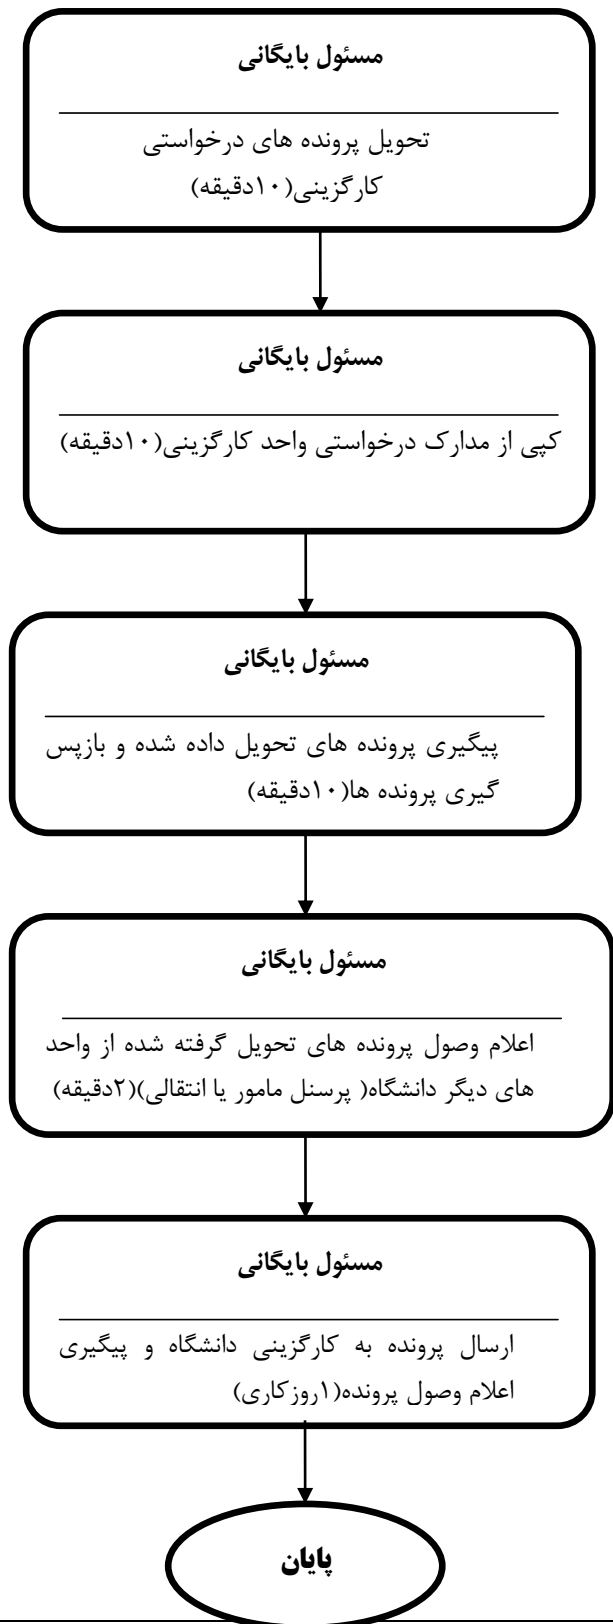 مسئول بایگانی
تحویل پرونده های درخواستی
کارگزینی(۱۰دقیقه)
مسئول بایگانی
کپی از مدارک درخواستی واحد کارگزینی(۱۰دقیقه)
مسئول بایگانی
پیگیری پرونده های تحویل داده شده و بازپس
گیری پرونده ها(۱۰دقیقه)
مسئول بایگانی
اعلام وصول پرونده های تحویل گرفته شده از واحد
های دیگر دانشگاه( پرسنل مامور یا انتقالی)(۲دقیقه)
مسئول بایگانی
ارسال پرونده به کارگزینی دانشگاه و پیگیری
اعلام وصول پرونده(۱روزکاری)
پایان